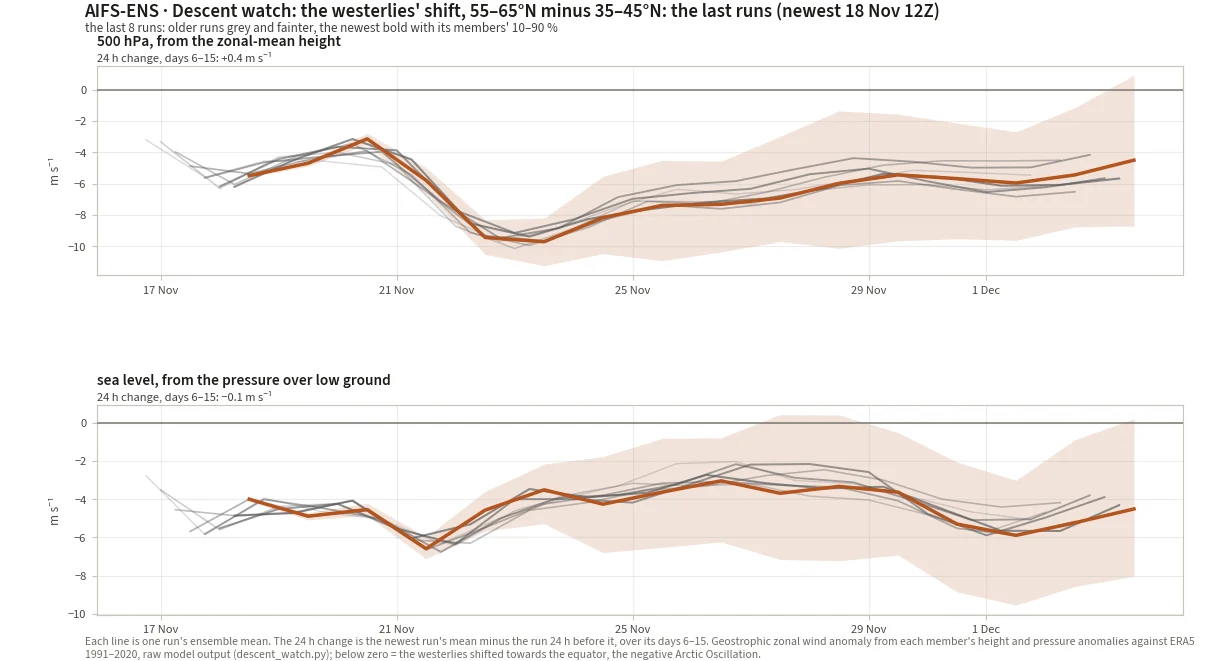 AIFS-ENS · Descent watch: the westerlies' shift, 55–65°N minus 35–45°N: the last runs (newest 18 Nov 12Z)
the last 8 runs: older runs grey and fainter, the newest bold with its members' 10–90 %
500 hPa, from the zonal-mean height
24 h change, days 6–15: +0.4 m s⁻¹
0
−2
−4
−6
−8
−10
m s⁻¹
17 Nov 21 Nov 25 Nov 29 Nov 1 Dec
sea level, from the pressure over low ground
24 h change, days 6–15: −0.1 m s⁻¹
0
−2
−4
−6
−8
−10
m s⁻¹
17 Nov 21 Nov 25 Nov 29 Nov 1 Dec
Each line is one run's ensemble mean. The 24 h change is the newest run's mean minus the run 24 h before it, over its days 6–15. Geostrophic zonal wind anomaly from each member's height and pressure anomalies against ERA5
1991–2020, raw model output (descent_watch.py); below zero = the westerlies shifted towards the equator, the negative Arctic Oscillation.